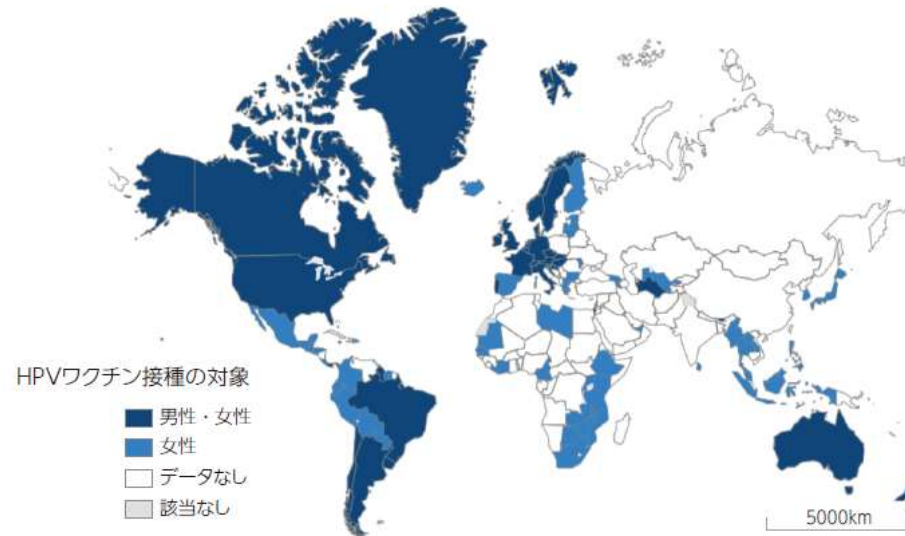 HPVワクチン接種の対象
男性・女性
女性
データなし
該当なし
5000km